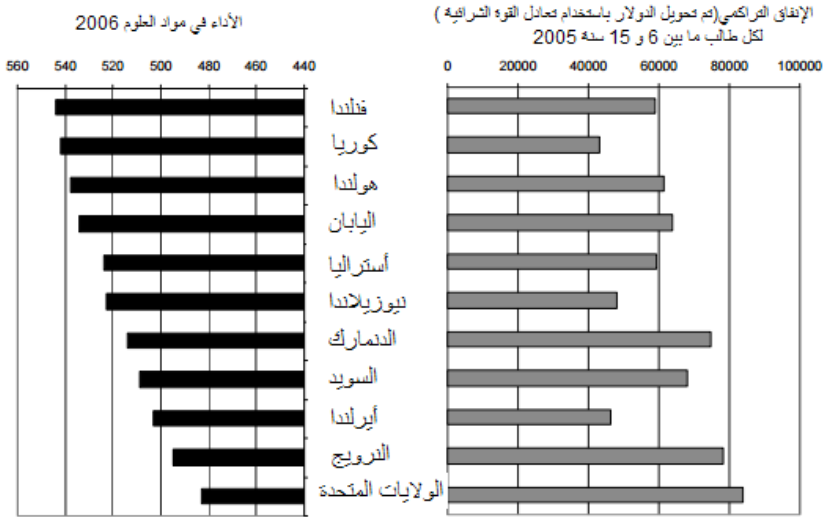 الإنفاق التراكمي(تم تحويل الدولار باستخدام تعادل القوة الشرائية )
لكل طالب ما بين 6 و 15 سنة 2005
الأداء في مواد العلوم 2006
0 20000 40000 60000 80000 100000
560 540 520 500 480 460 440
فنلندا
كوريا
هولندا
اليابان
أستراليا
نيوزيلاندا
الدنمارك
السويد
أيرلندا
النرويج
الولايات المتحدة